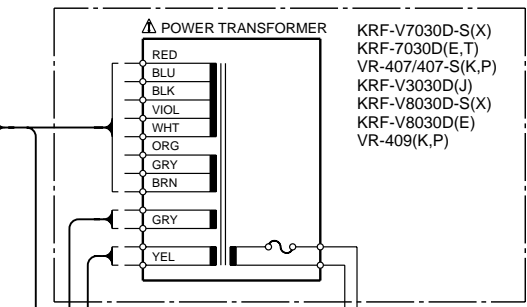 ⚠ POWER TRANSFORMER
RED
BLU
BLK
VIOL
WHT
ORG
GRY
BRN
GRY
YEL
KRF-V7030D-S(X)
KRF-7030D(E,T)
VR-407/407-S(K,P)
KRF-V3030D(J)
KRF-V8030D-S(X)
KRF-V8030D(E)
VR-409(K,P)